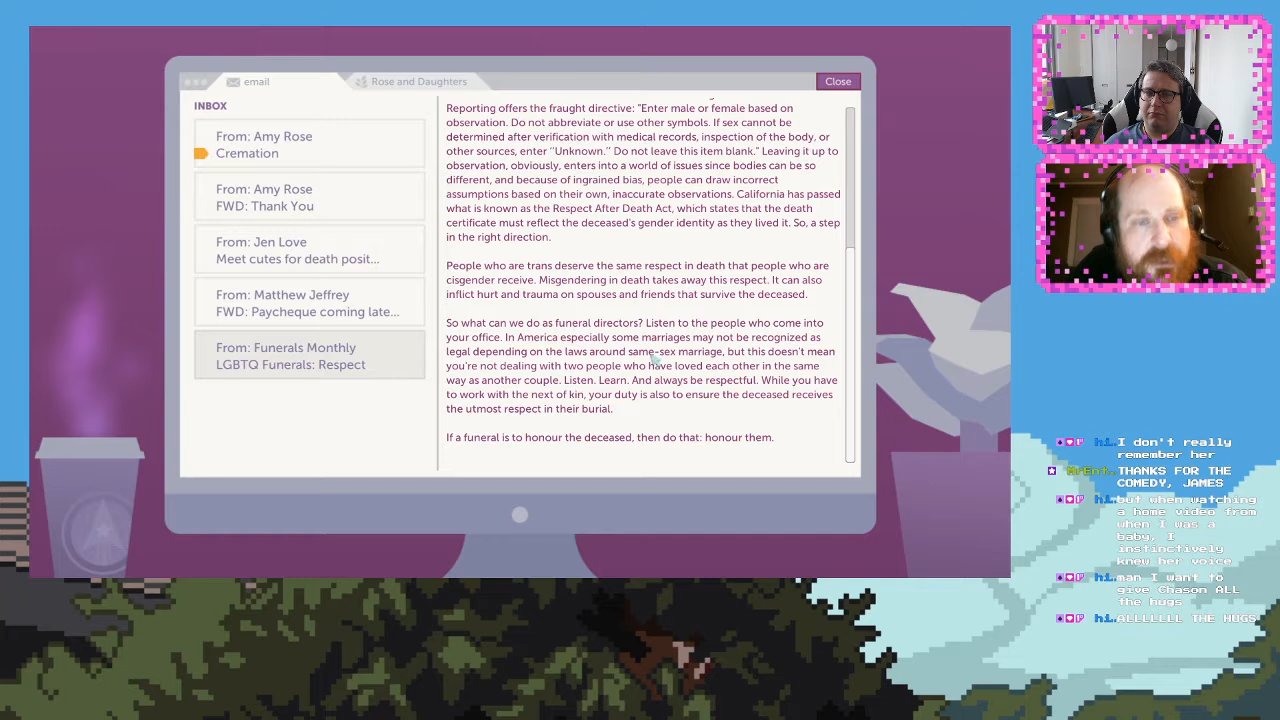 email
Rose and Daughters
Close
INBOX
From: Amy Rose
Cremation
From: Amy Rose
FWD: Thank You
From: Jen Love
Meet cutes for death posit...
From: Matthew Jeffrey
FWD: Paycheque coming late...
From: Funerals Monthly
LGBTQ Funerals: Respect
Reporting offers the fraught directive: "Enter male or female based on
observation. Do not abbreviate or use other symbols. If sex cannot be
determined after verification with medical records, inspection of the body, or
other sources, enter ''Unknown.'' Do not leave this item blank." Leaving it up to
observation, obviously, enters into a world of issues since bodies can be so
different, and because of ingrained bias, people can draw incorrect
assumptions based on their own, inaccurate observations. California has passed
what is known as the Respect After Death Act, which states that the death
certificate must reflect the deceased's gender identity as they lived it. So, a step
in the right direction.
People who are trans deserve the same respect in death that people who are
cisgender receive. Misgendering in death takes away this respect. It can also
inflict hurt and trauma on spouses and friends that survive the deceased.
So what can we do as funeral directors? Listen to the people who come into
your office. In America especially some marriages may not be recognized as
legal depending on the laws around same-sex marriage, but this doesn't mean
you're not dealing with two people who have loved each other in the same
way as another couple. Listen. Learn. And always be respectful. While you have
to work with the next of kin, your duty is also to ensure the deceased receives
the utmost respect in their burial.
If a funeral is to honour the deceased, then do that: honour them.
hi.. I don't really
remember her
MrEnt.. THANKS FOR THE
COMEDY, JAMES
hi.. but when watching
a home video from
when I was a
baby, I
instinctively
knew her voice
hi.. man I want to
give Chason ALL
the hugs
hi.. ALLLLLLL THE HUGS